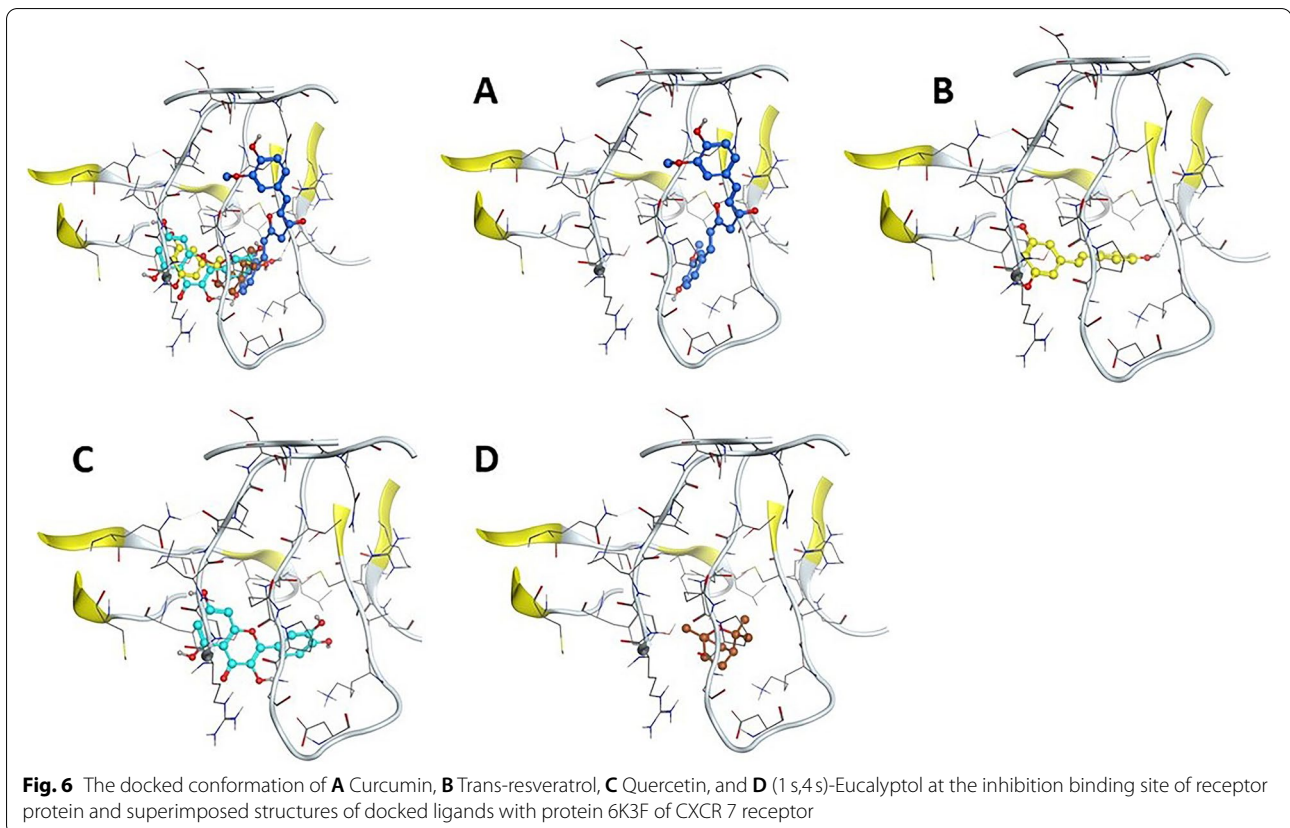 A
B
C
D
Fig. 6 The docked conformation of A Curcumin, B Trans-resveratrol, C Quercetin, and D (1 s,4 s)-Eucalyptol at the inhibition binding site of receptor
protein and superimposed structures of docked ligands with protein 6K3F of CXCR 7 receptor